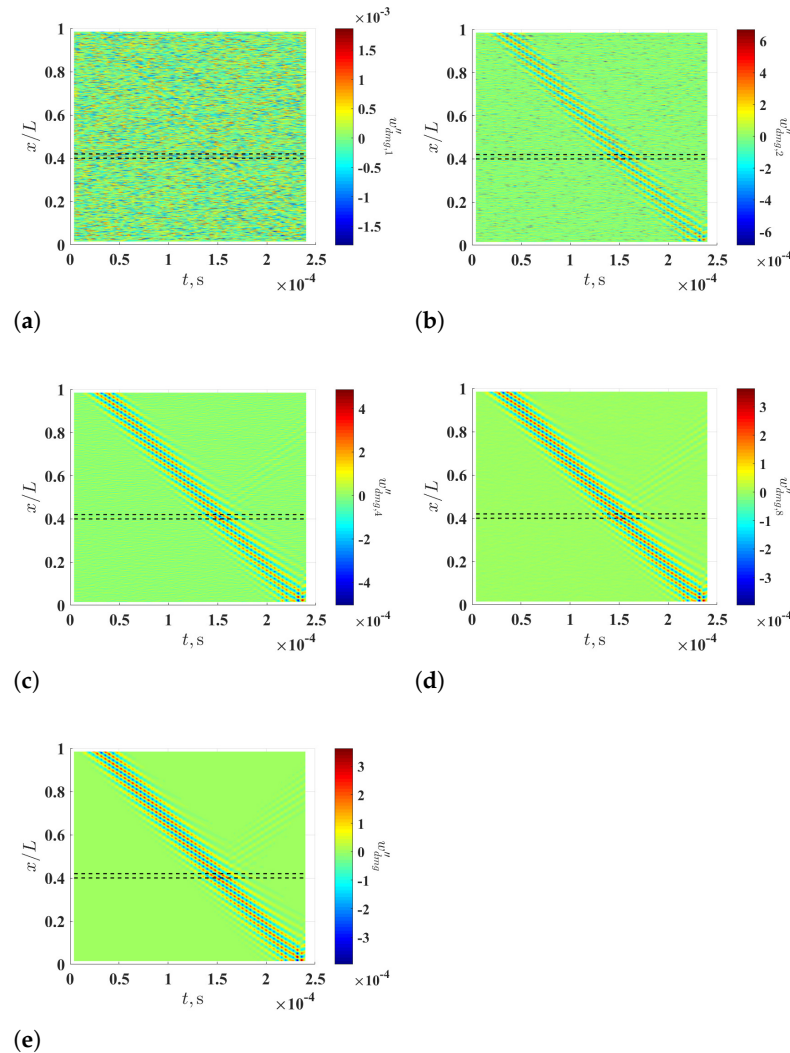 ×10⁻³
1
0.8
0.6
0.4
0.2
0
x/L
0 0.5 1 1.5 2 2.5
t, s
×10⁻⁴
1.5
1
0.5
0
-0.5
-1
-1.5
w''dmg,1
(a)
1
0.8
0.6
0.4
0.2
0
x/L
0 0.5 1 1.5 2 2.5
t, s
×10⁻⁴
6
4
2
0
-2
-4
-6
×10⁻⁴
w''dmg,2
(b)
1
0.8
0.6
0.4
0.2
0
x/L
0 0.5 1 1.5 2 2.5
t, s
×10⁻⁴
4
2
0
-2
-4
×10⁻⁴
w''dmg,4
(c)
1
0.8
0.6
0.4
0.2
0
x/L
0 0.5 1 1.5 2 2.5
t, s
×10⁻⁴
3
2
1
0
-1
-2
-3
×10⁻⁴
w''dmg,8
(d)
1
0.8
0.6
0.4
0.2
0
x/L
0 0.5 1 1.5 2 2.5
t, s
×10⁻⁴
3
2
1
0
-1
-2
-3
×10⁻⁴
w''dmg
(e)